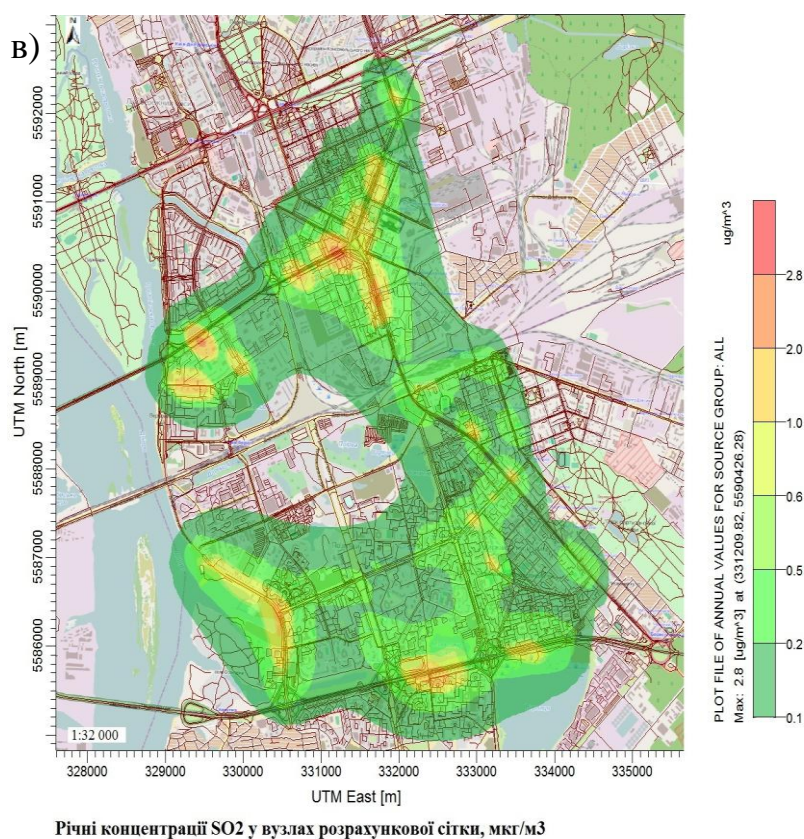 в)
N
5592000
5591000
5590000
5589000
5588000
5587000
5586000
UTM North [m]
1:32 000
328000 329000 330000 331000 332000 333000 334000 335000
UTM East [m]
ug/m^3
2.8
2.0
1.0
0.6
0.5
0.2
0.1
PLOT FILE OF ANNUAL VALUES FOR SOURCE GROUP: ALL
Max: 2.8 [ug/m^3] at (331209.82, 5590426.28)
Річні концентрації SO2 у вузлах розрахункової сітки, мкг/м3